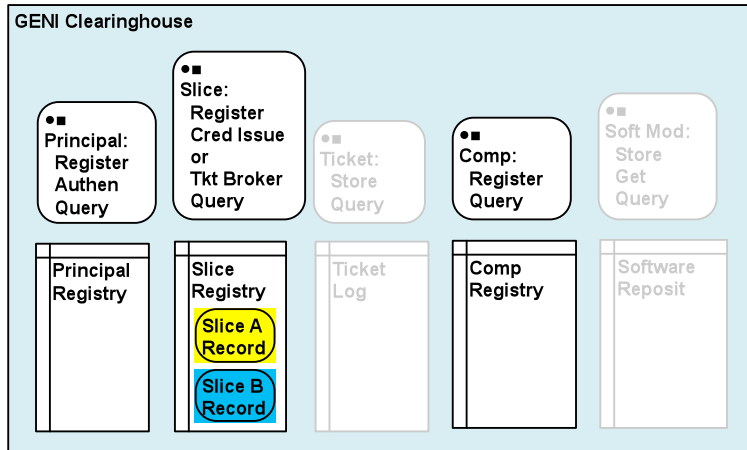 GENI Clearinghouse
Principal:
Register
Authen
Query
Slice:
Register
Cred Issue
or
Tkt Broker
Query
Ticket:
Store
Query
Comp:
Register
Query
Soft Mod:
Store
Get
Query
Principal
Registry
Slice
Registry
Slice A
Record
Slice B
Record
Ticket
Log
Comp
Registry
Software
Reposit